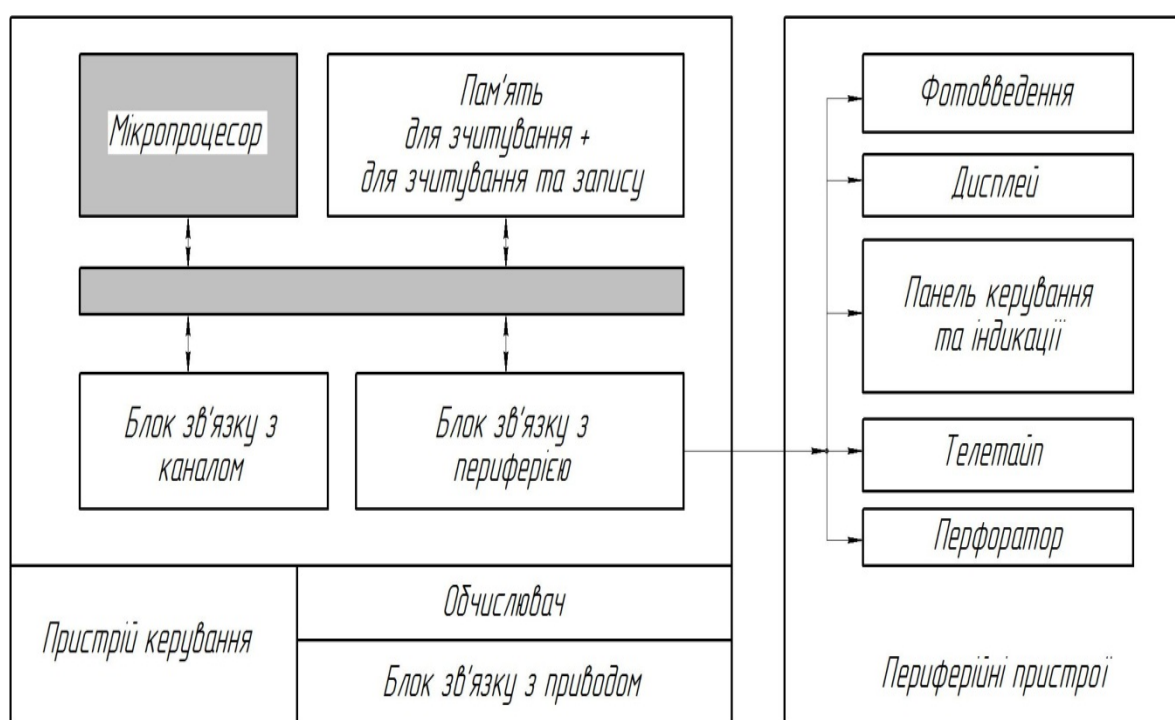 Мікропроцесор
Пам'ять
для зчитування +
для зчитування та запису
Блок зв'язку з
каналом
Блок зв'язку з
периферією
Пристрій керування
Обчислювач
Блок зв'язку з приводом
Фотовведення
Дисплей
Панель керування
та індикації
Телетайп
Перфоратор
Периферійні пристрої